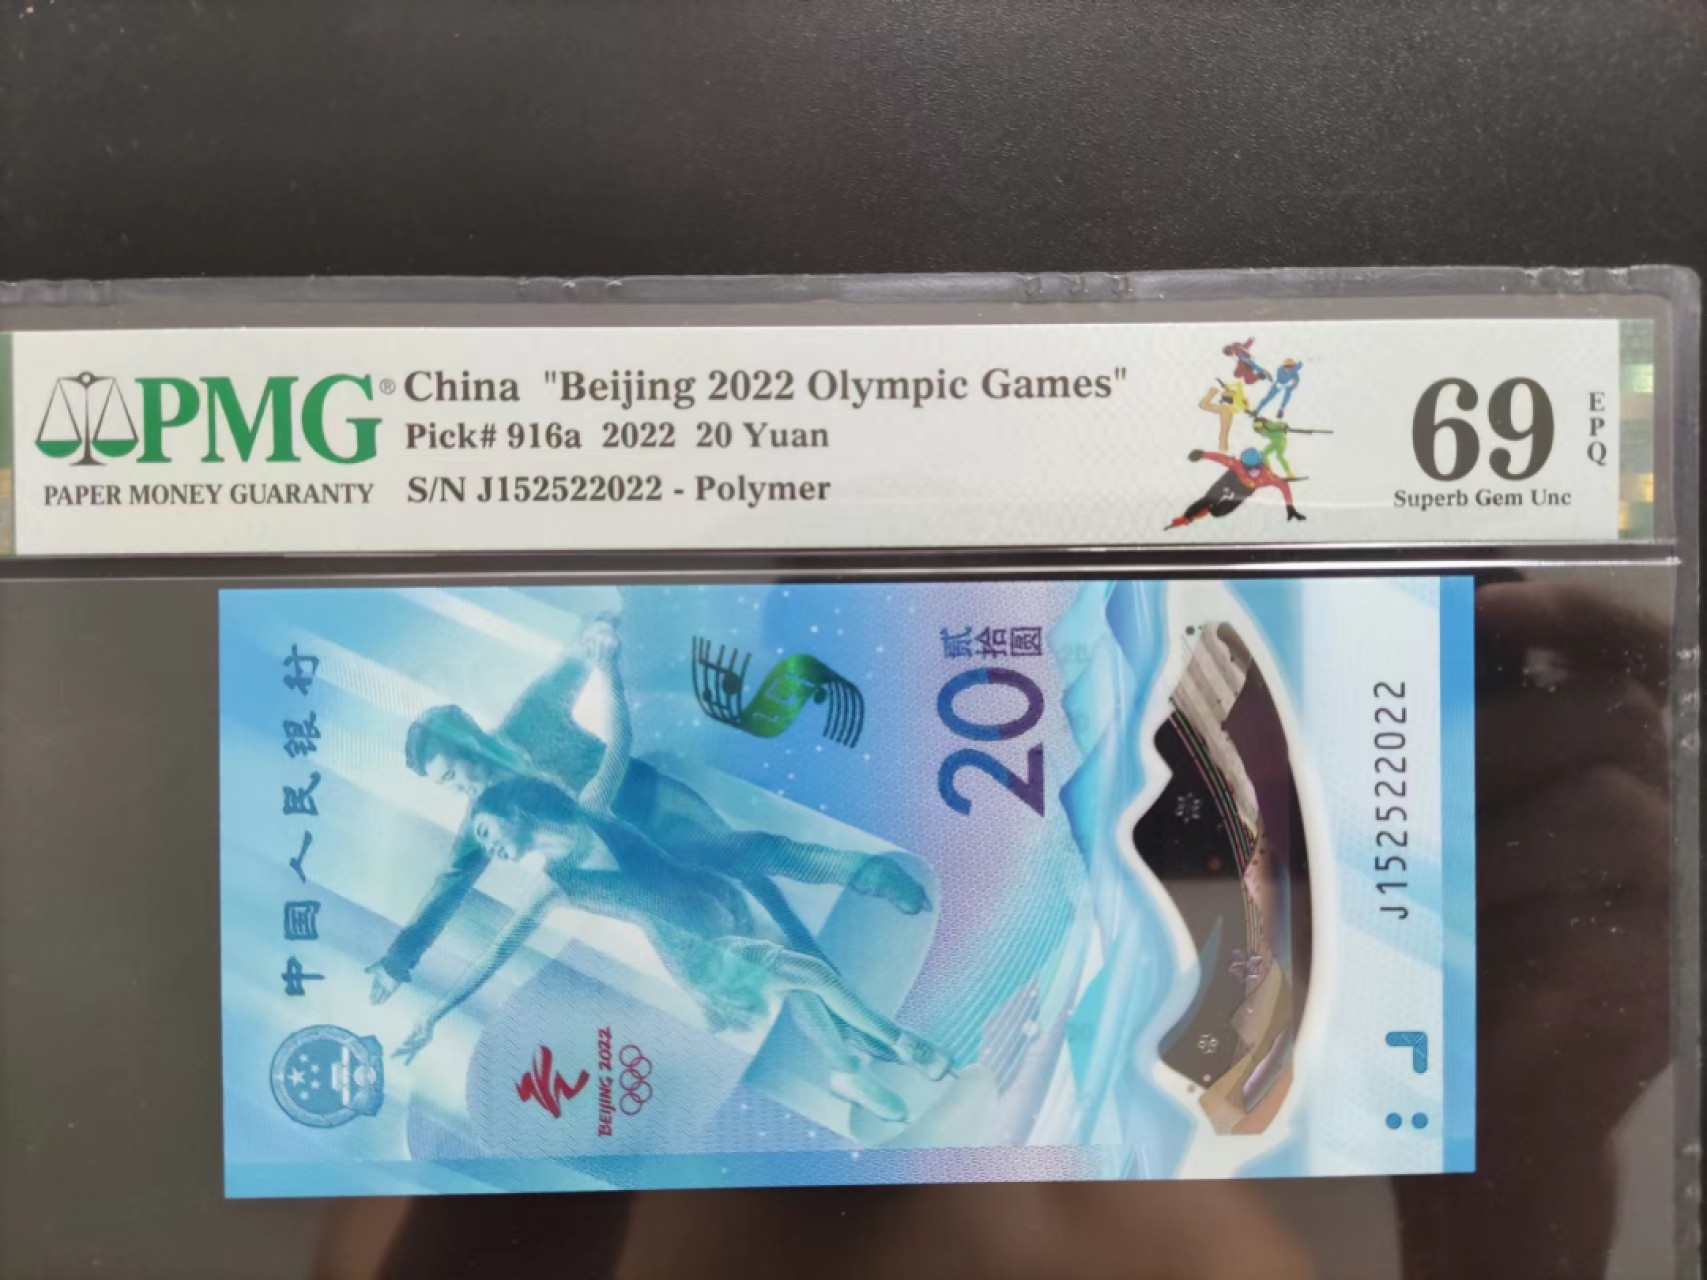 PMG®
PAPER MONEY GUARANTY
China "Beijing 2022 Olympic Games"
Pick# 916a 2022 20 Yuan
S/N J152522022 - Polymer
69
EPQ
Superb Gem Unc
中国人民银行
BEIJING 2022
贰拾圆
20
20
J152522022